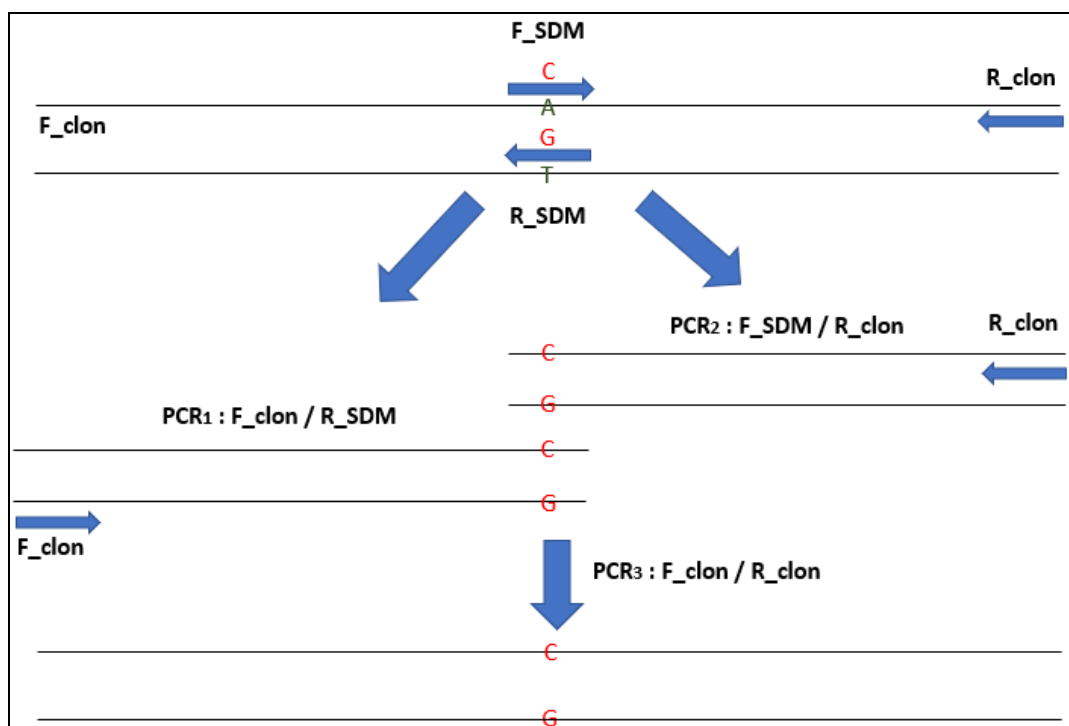 F_SDM
C
R_clon
A
F_clon
G
T
R_SDM
PCR1 : F_clon / R_SDM
PCR2 : F_SDM / R_clon
R_clon
C
G
C
G
F_clon
PCR3 : F_clon / R_clon
C
G